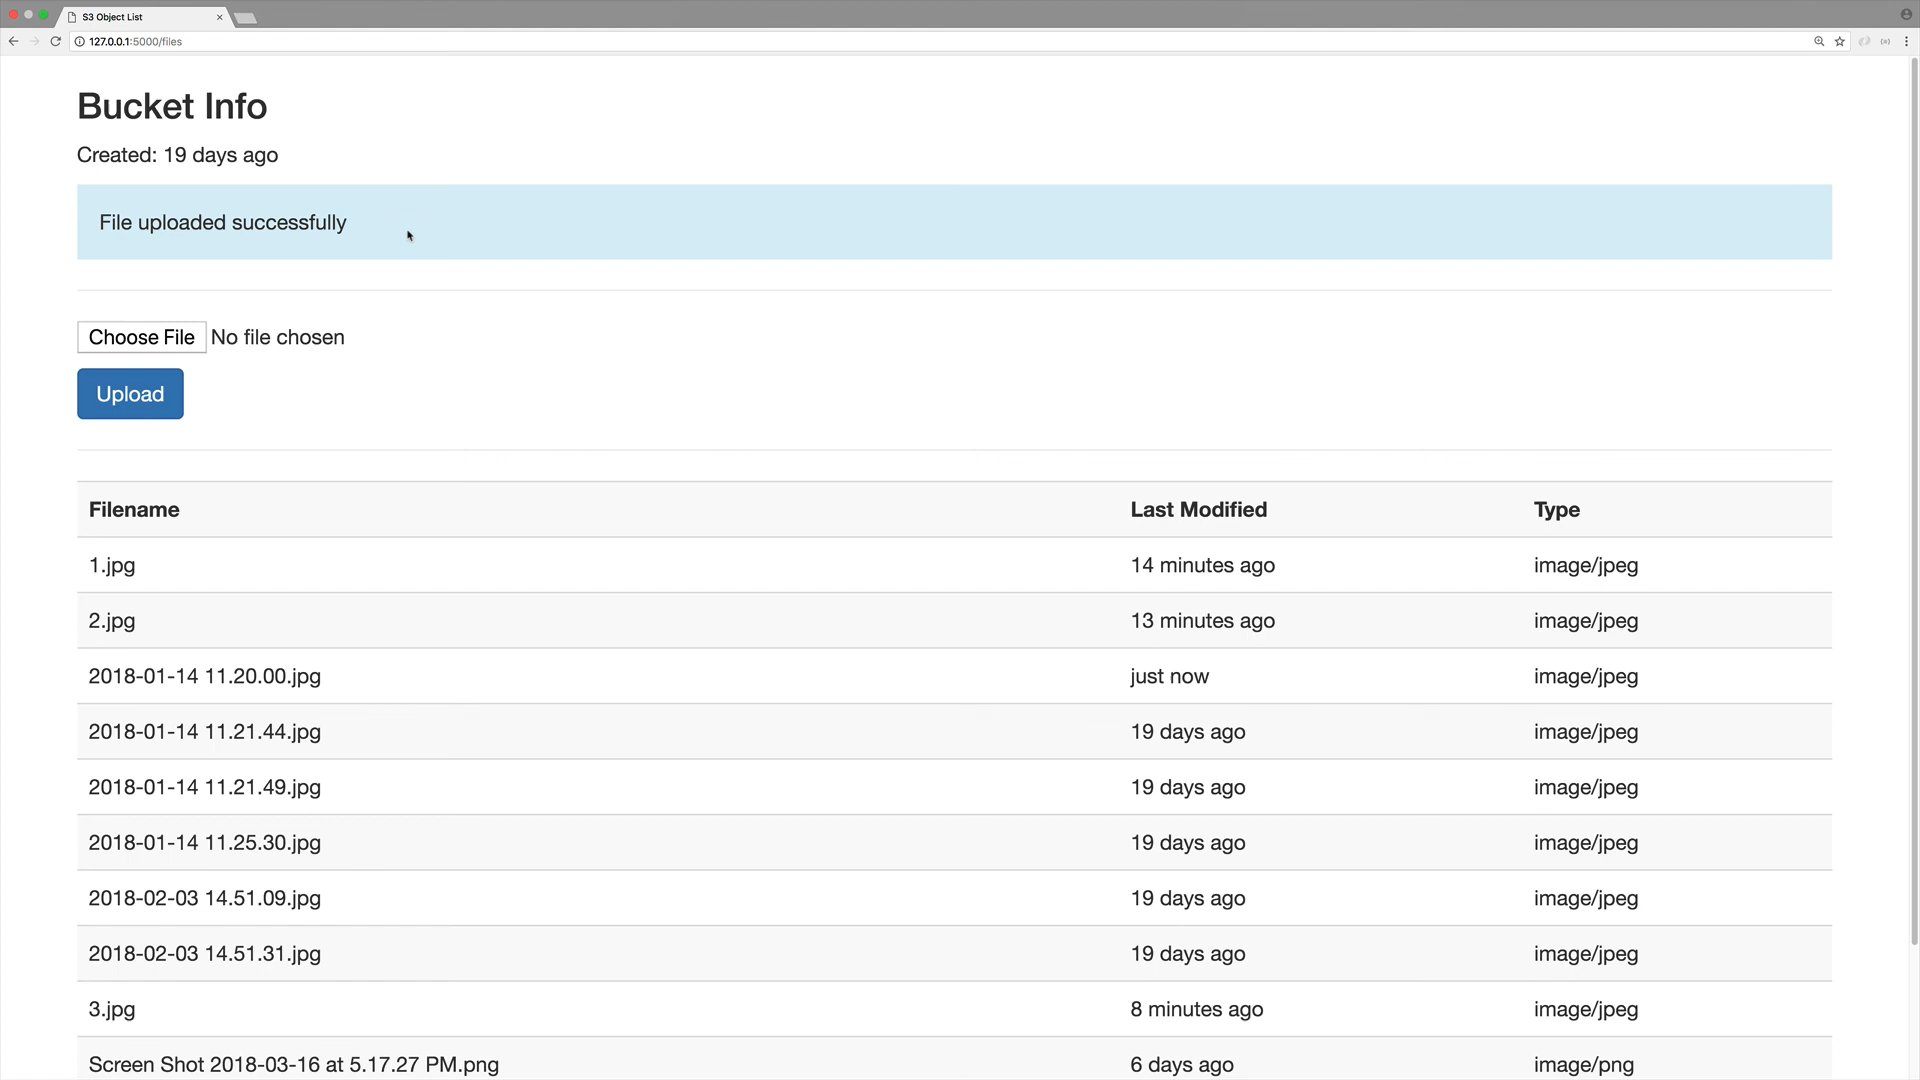 S3 Object List
127.0.0.1:5000/files
Bucket Info
Created: 19 days ago
File uploaded successfully
Choose File No file chosen
Upload
Filename Last Modified Type
1.jpg 14 minutes ago image/jpeg
2.jpg 13 minutes ago image/jpeg
2018-01-14 11.20.00.jpg just now image/jpeg
2018-01-14 11.21.44.jpg 19 days ago image/jpeg
2018-01-14 11.21.49.jpg 19 days ago image/jpeg
2018-01-14 11.25.30.jpg 19 days ago image/jpeg
2018-02-03 14.51.09.jpg 19 days ago image/jpeg
2018-02-03 14.51.31.jpg 19 days ago image/jpeg
3.jpg 8 minutes ago image/jpeg
Screen Shot 2018-03-16 at 5.17.27 PM.png 6 days ago image/png